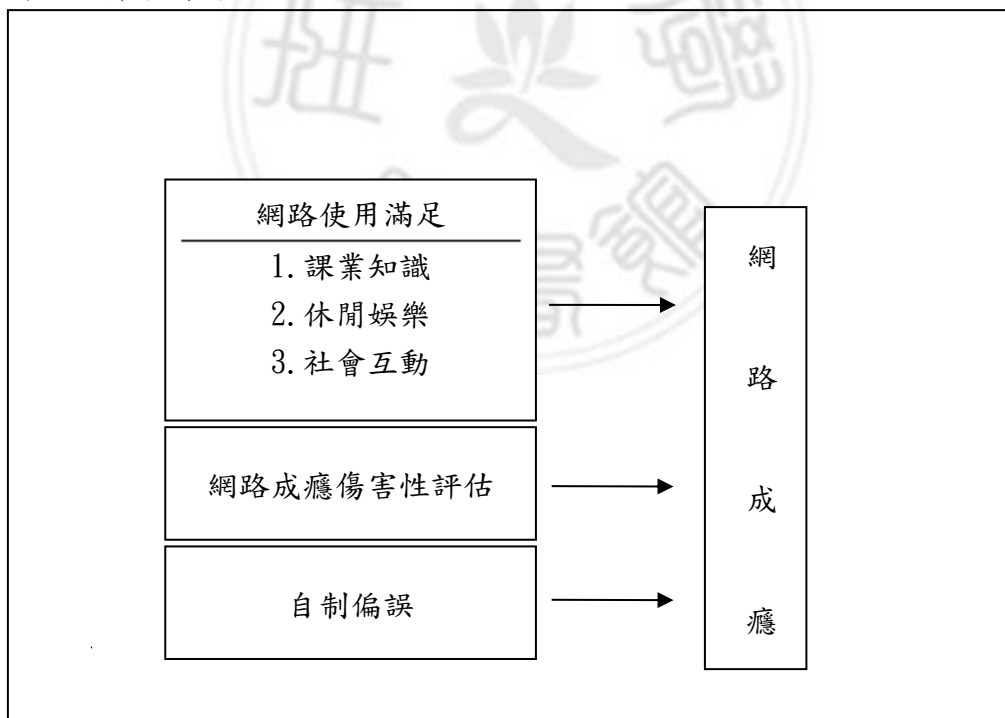 網路使用滿足
1.課業知識
2.休閒娛樂
3.社會互動
網路成癮傷害性評估
自制偏誤
網
路
成
癮